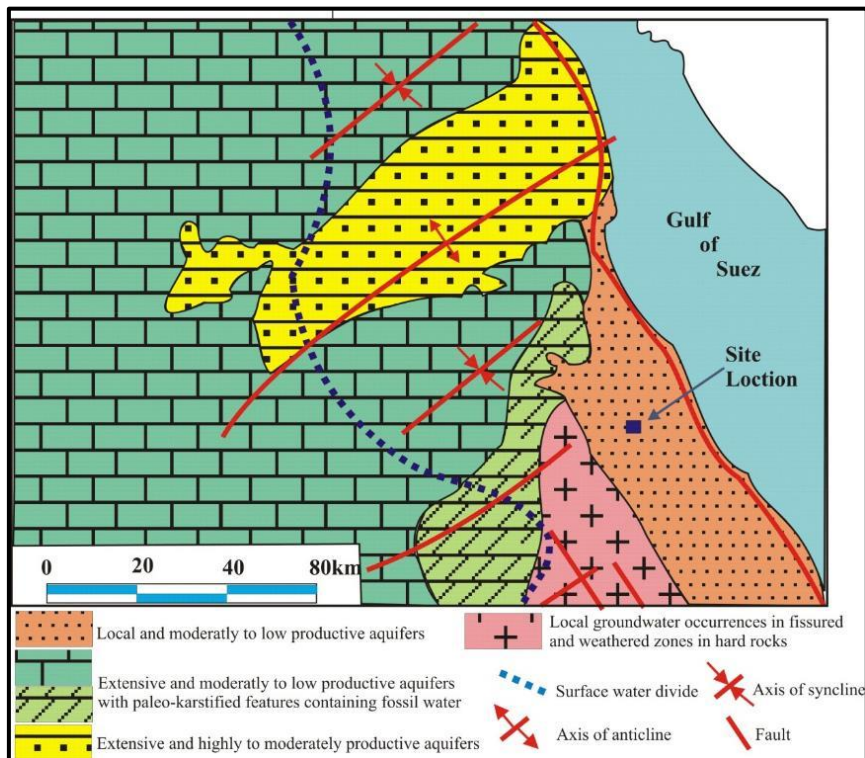 Gulf
of
Suez
Site
Loction
0 20 40 80km
Local and moderatly to low productive aquifers
Extensive and moderatly to low productive aquifers
with paleo-karstified features containing fossil water
Extensive and highly to moderately productive aquifers
Local groundwater occurrences in fissured
and weathered zones in hard rocks
Surface water divide
Axis of syncline
Axis of anticline
Fault